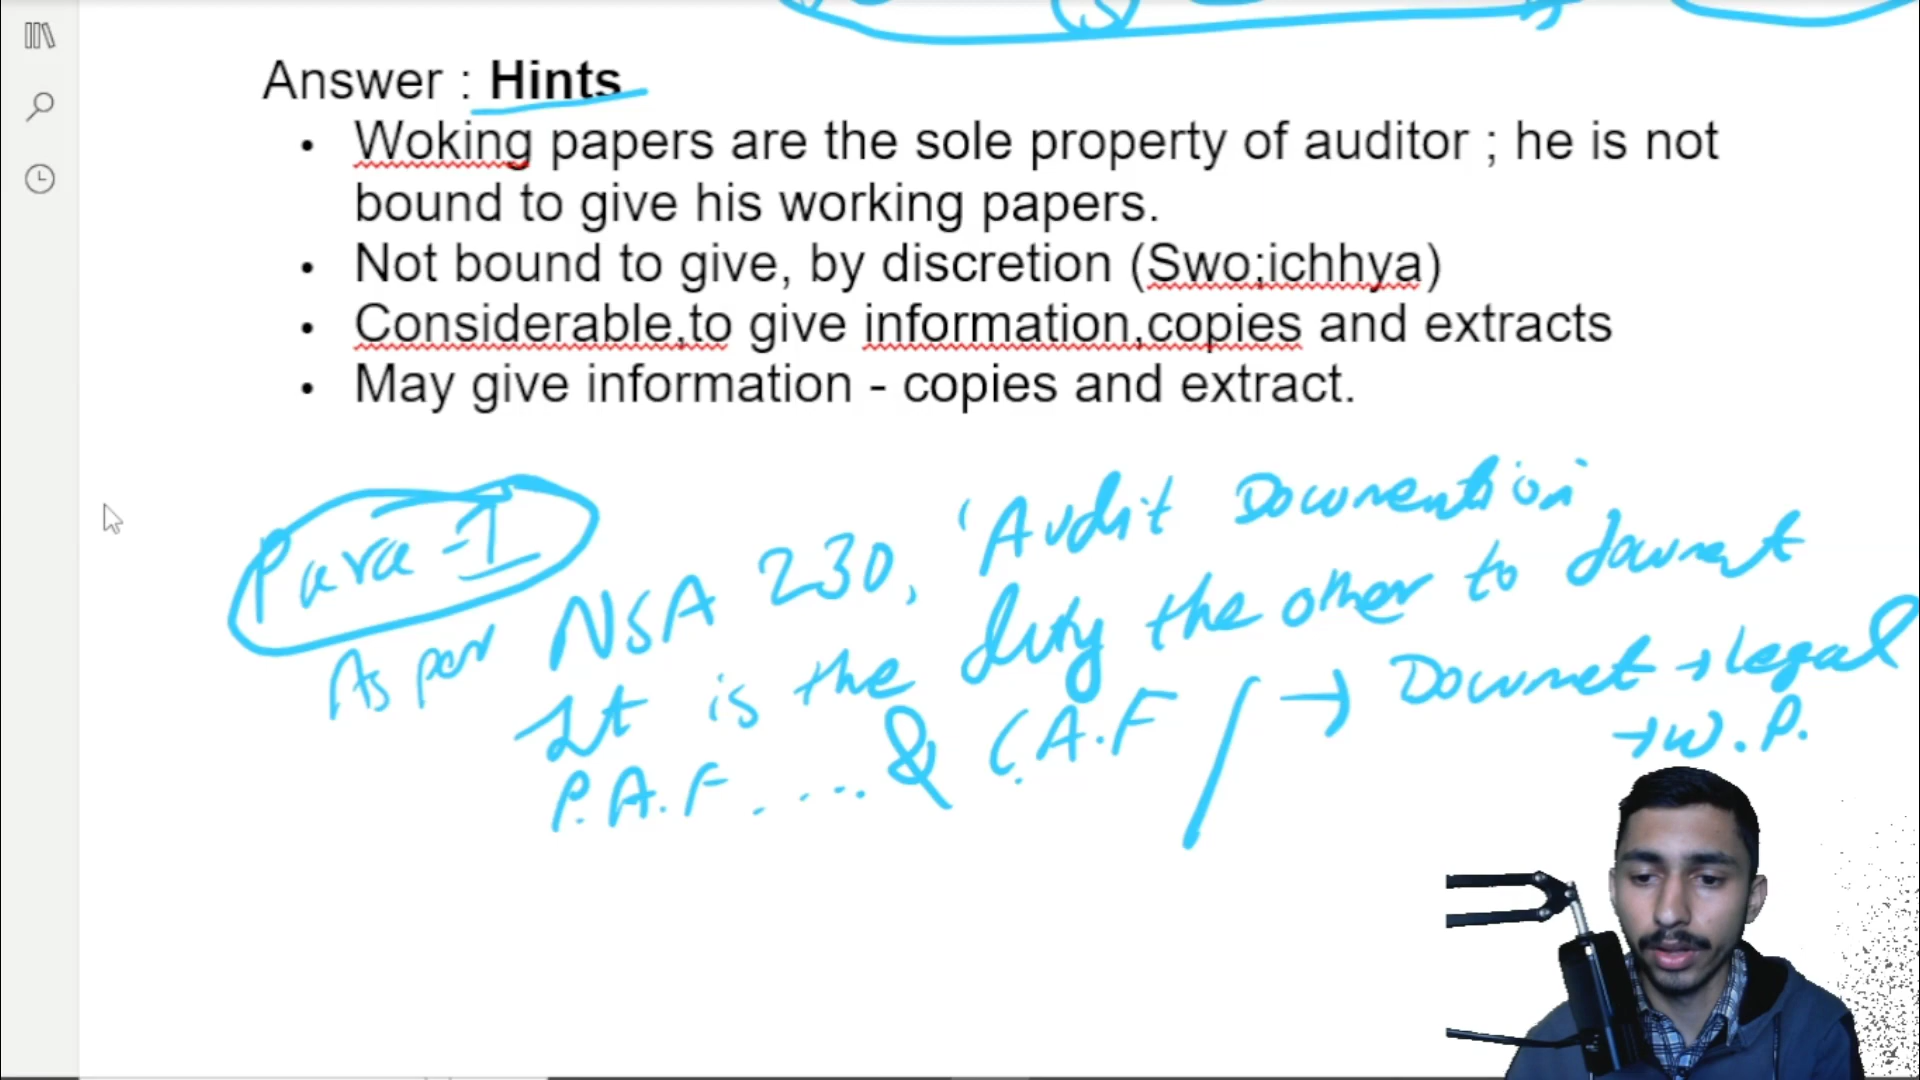 Answer : Hints
• Woking papers are the sole property of auditor ; he is not
bound to give his working papers.
• Not bound to give, by discretion (Swo;ichhya)
• Considerable,to give information,copies and extracts
• May give information - copies and extract.
Para - I
As per NSA 230, 'Audit Documention
It is the duty the other to document
P.A.F. ... & C.A.F / → Documet → legal
→ W.P.